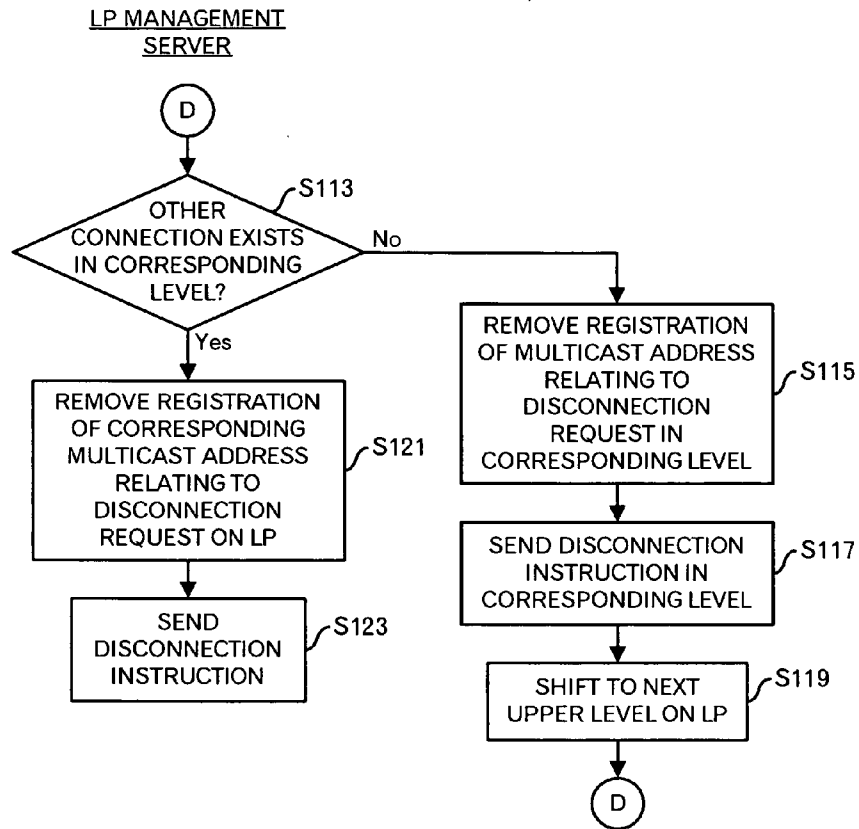 LP MANAGEMENT
SERVER
D
S113
OTHER
CONNECTION EXISTS
IN CORRESPONDING
LEVEL?
No
Yes
REMOVE REGISTRATION
OF CORRESPONDING
MULTICAST ADDRESS
RELATING TO
DISCONNECTION
REQUEST ON LP
S121
SEND
DISCONNECTION
INSTRUCTION
S123
REMOVE REGISTRATION
OF MULTICAST ADDRESS
RELATING TO
DISCONNECTION
REQUEST IN
CORRESPONDING LEVEL
S115
SEND DISCONNECTION
INSTRUCTION IN
CORRESPONDING LEVEL
S117
SHIFT TO NEXT
UPPER LEVEL ON LP
S119
D